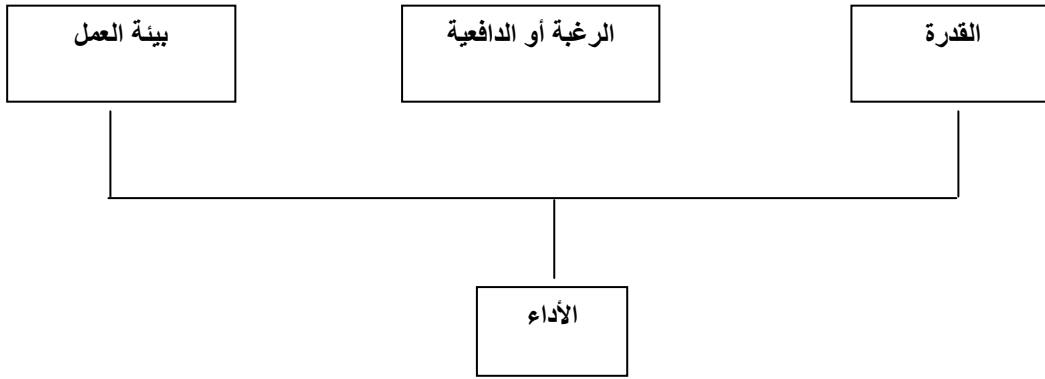 القدرة
الرغبة أو الدافعية
بيئة العمل
الأداء